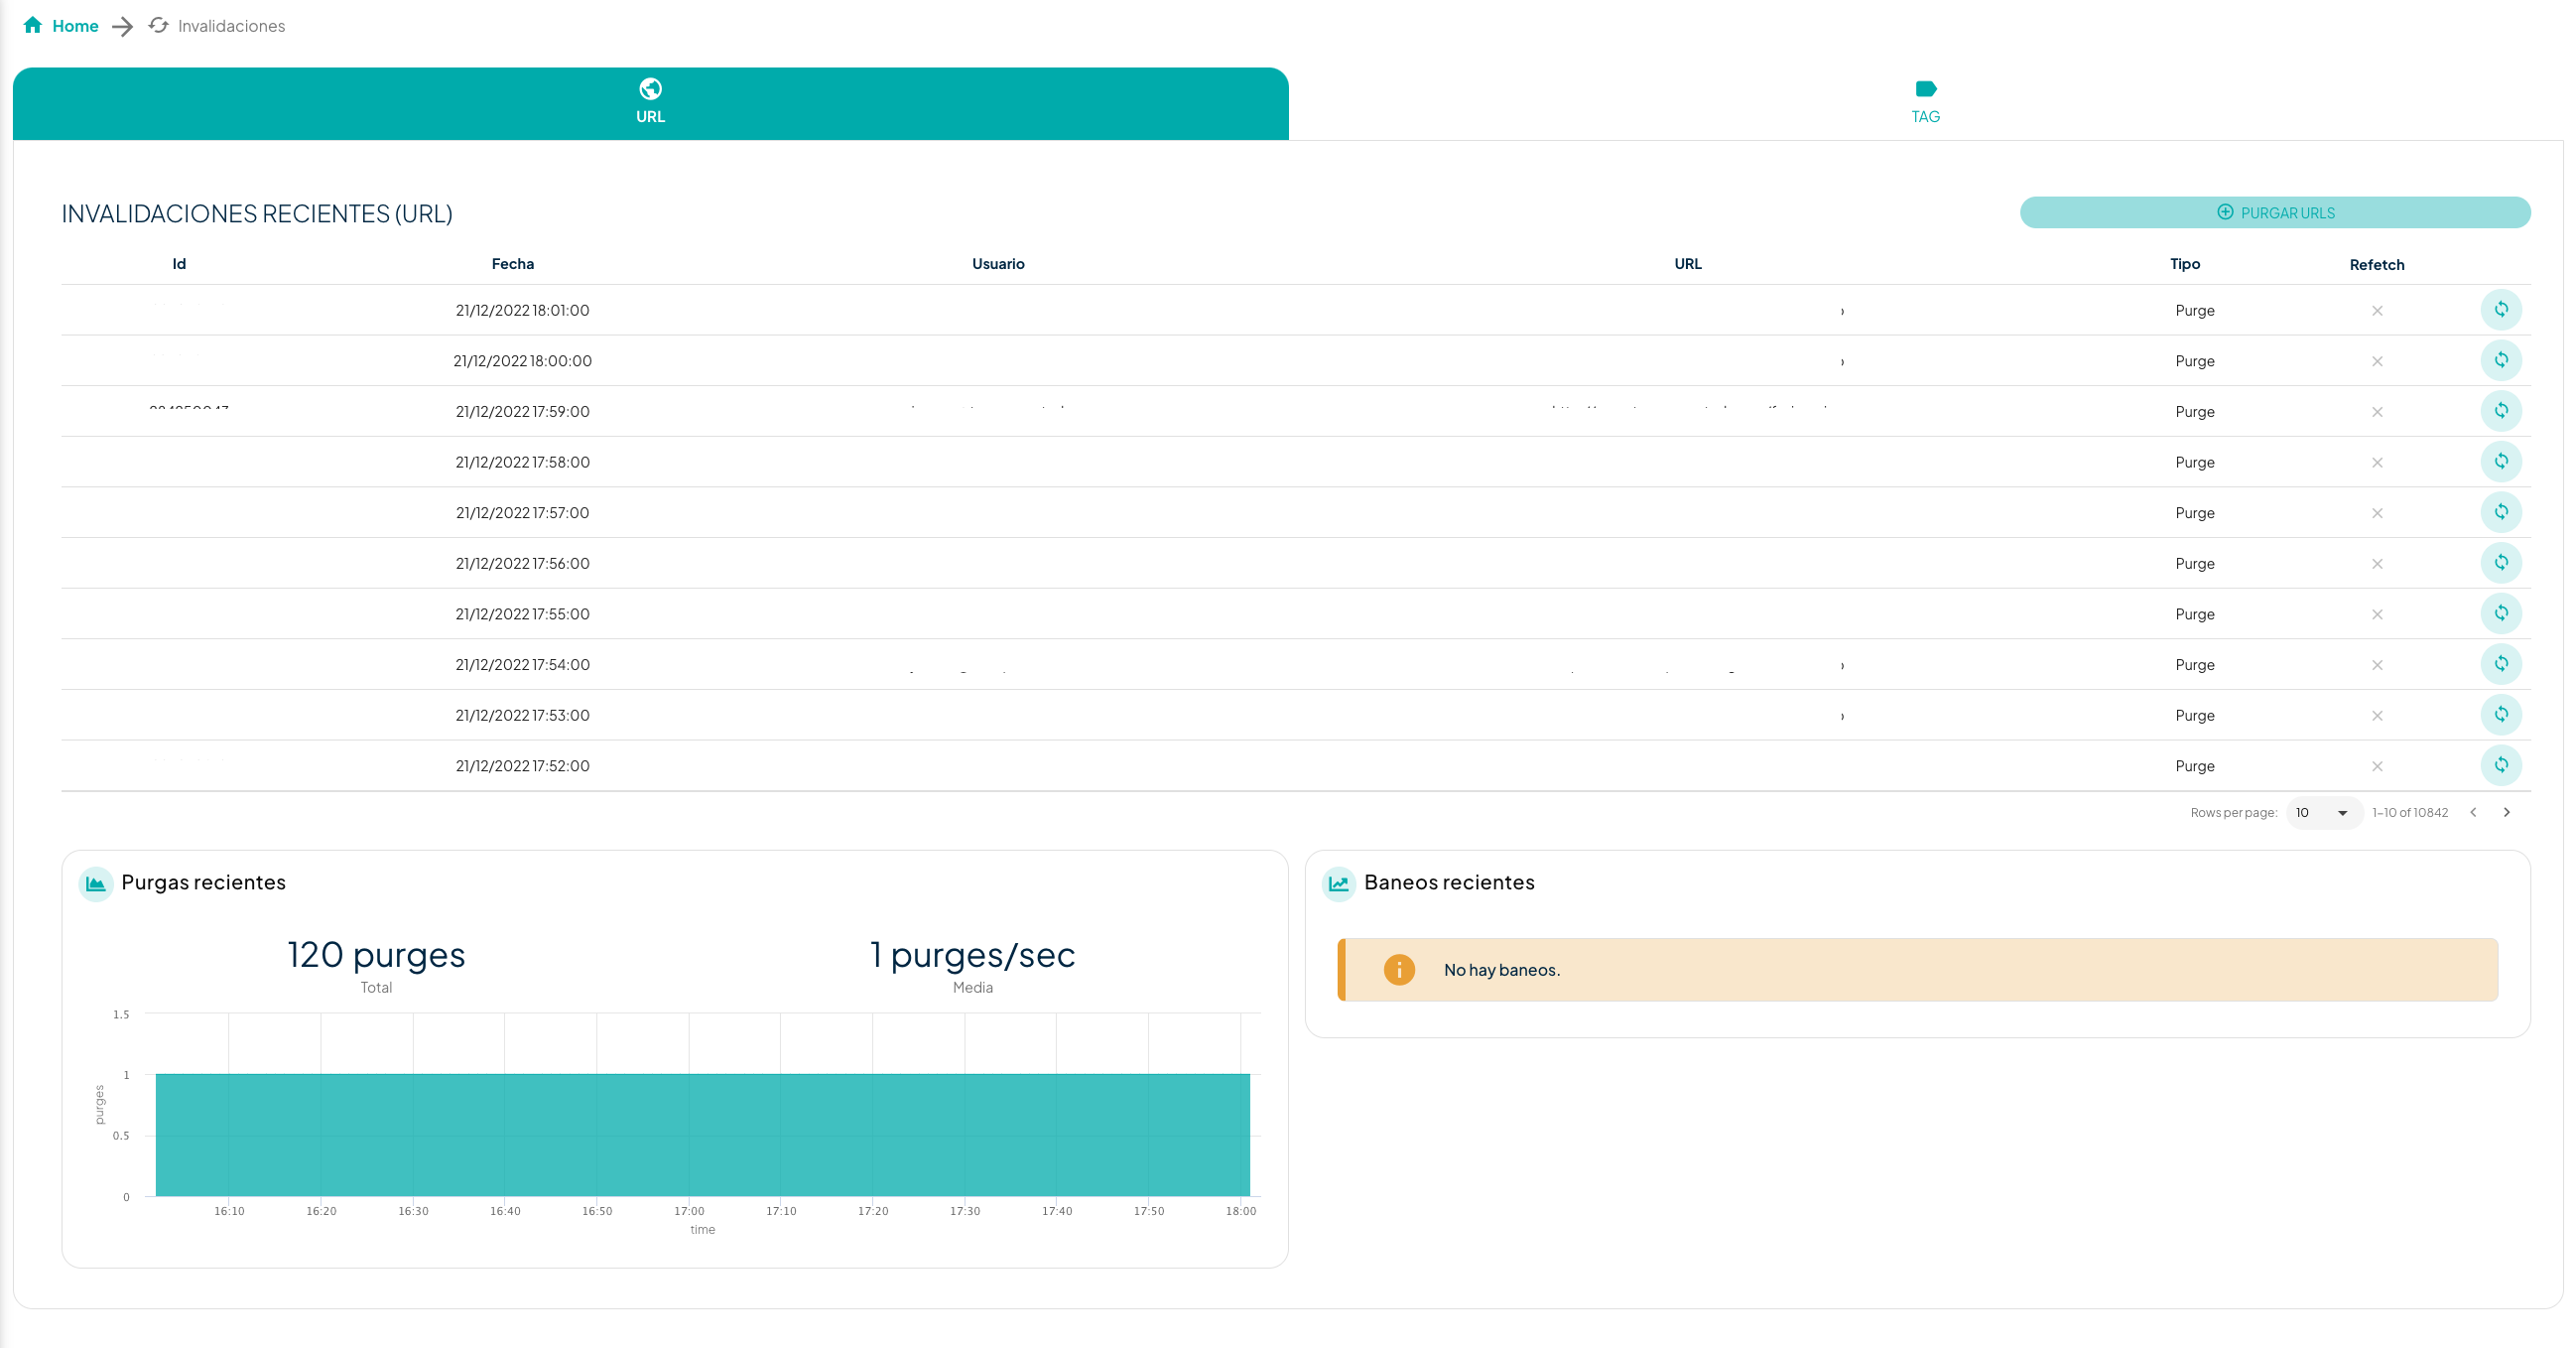 Home Invalidaciones
URL
TAG
INVALIDACIONES RECIENTES (URL)
PURGAR URLS
Id Fecha Usuario URL Tipo Refetch
21/12/2022 18:01:00 Purge
21/12/2022 18:00:00 Purge
21/12/2022 17:59:00 Purge
21/12/2022 17:58:00 Purge
21/12/2022 17:57:00 Purge
21/12/2022 17:56:00 Purge
21/12/2022 17:55:00 Purge
21/12/2022 17:54:00 Purge
21/12/2022 17:53:00 Purge
21/12/2022 17:52:00 Purge
Rows per page: 10 1–10 of 10842
Purgas recientes
120 purges
Total
1 purges/sec
Media
1.5
1
0.5
0
purges
16:10 16:20 16:30 16:40 16:50 17:00 17:10 17:20 17:30 17:40 17:50 18:00
time
Baneos recientes
No hay baneos.